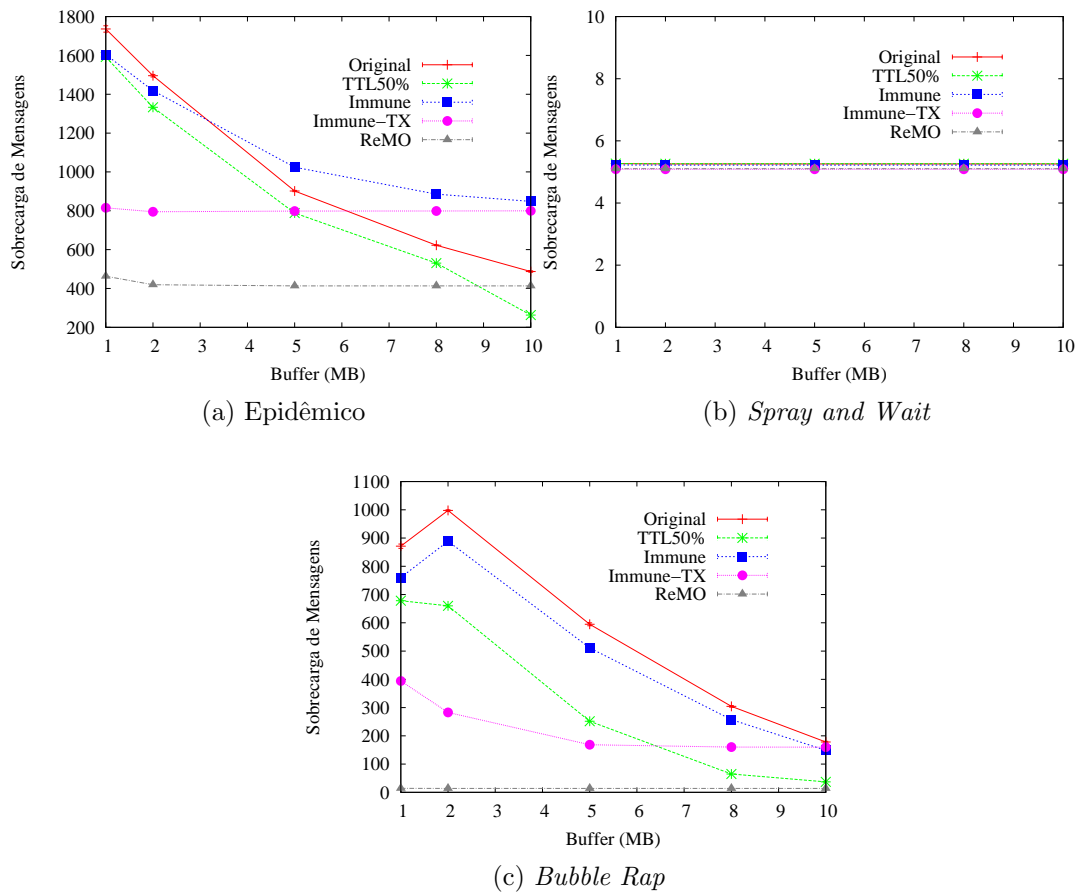 Sobrecarga de Mensagens
1800
1600
1400
1200
1000
800
600
400
200
Original
TTL50%
Immune
Immune−TX
ReMO
1 2 3 4 5 6 7 8 9 10
Buffer (MB)
(a) Epidêmico
Sobrecarga de Mensagens
10
8
6
4
2
0
Original
TTL50%
Immune
Immune−TX
ReMO
1 2 3 4 5 6 7 8 9 10
Buffer (MB)
(b) Spray and Wait
Sobrecarga de Mensagens
1100
1000
900
800
700
600
500
400
300
200
100
0
Original
TTL50%
Immune
Immune−TX
ReMO
1 2 3 4 5 6 7 8 9 10
Buffer (MB)
(c) Bubble Rap